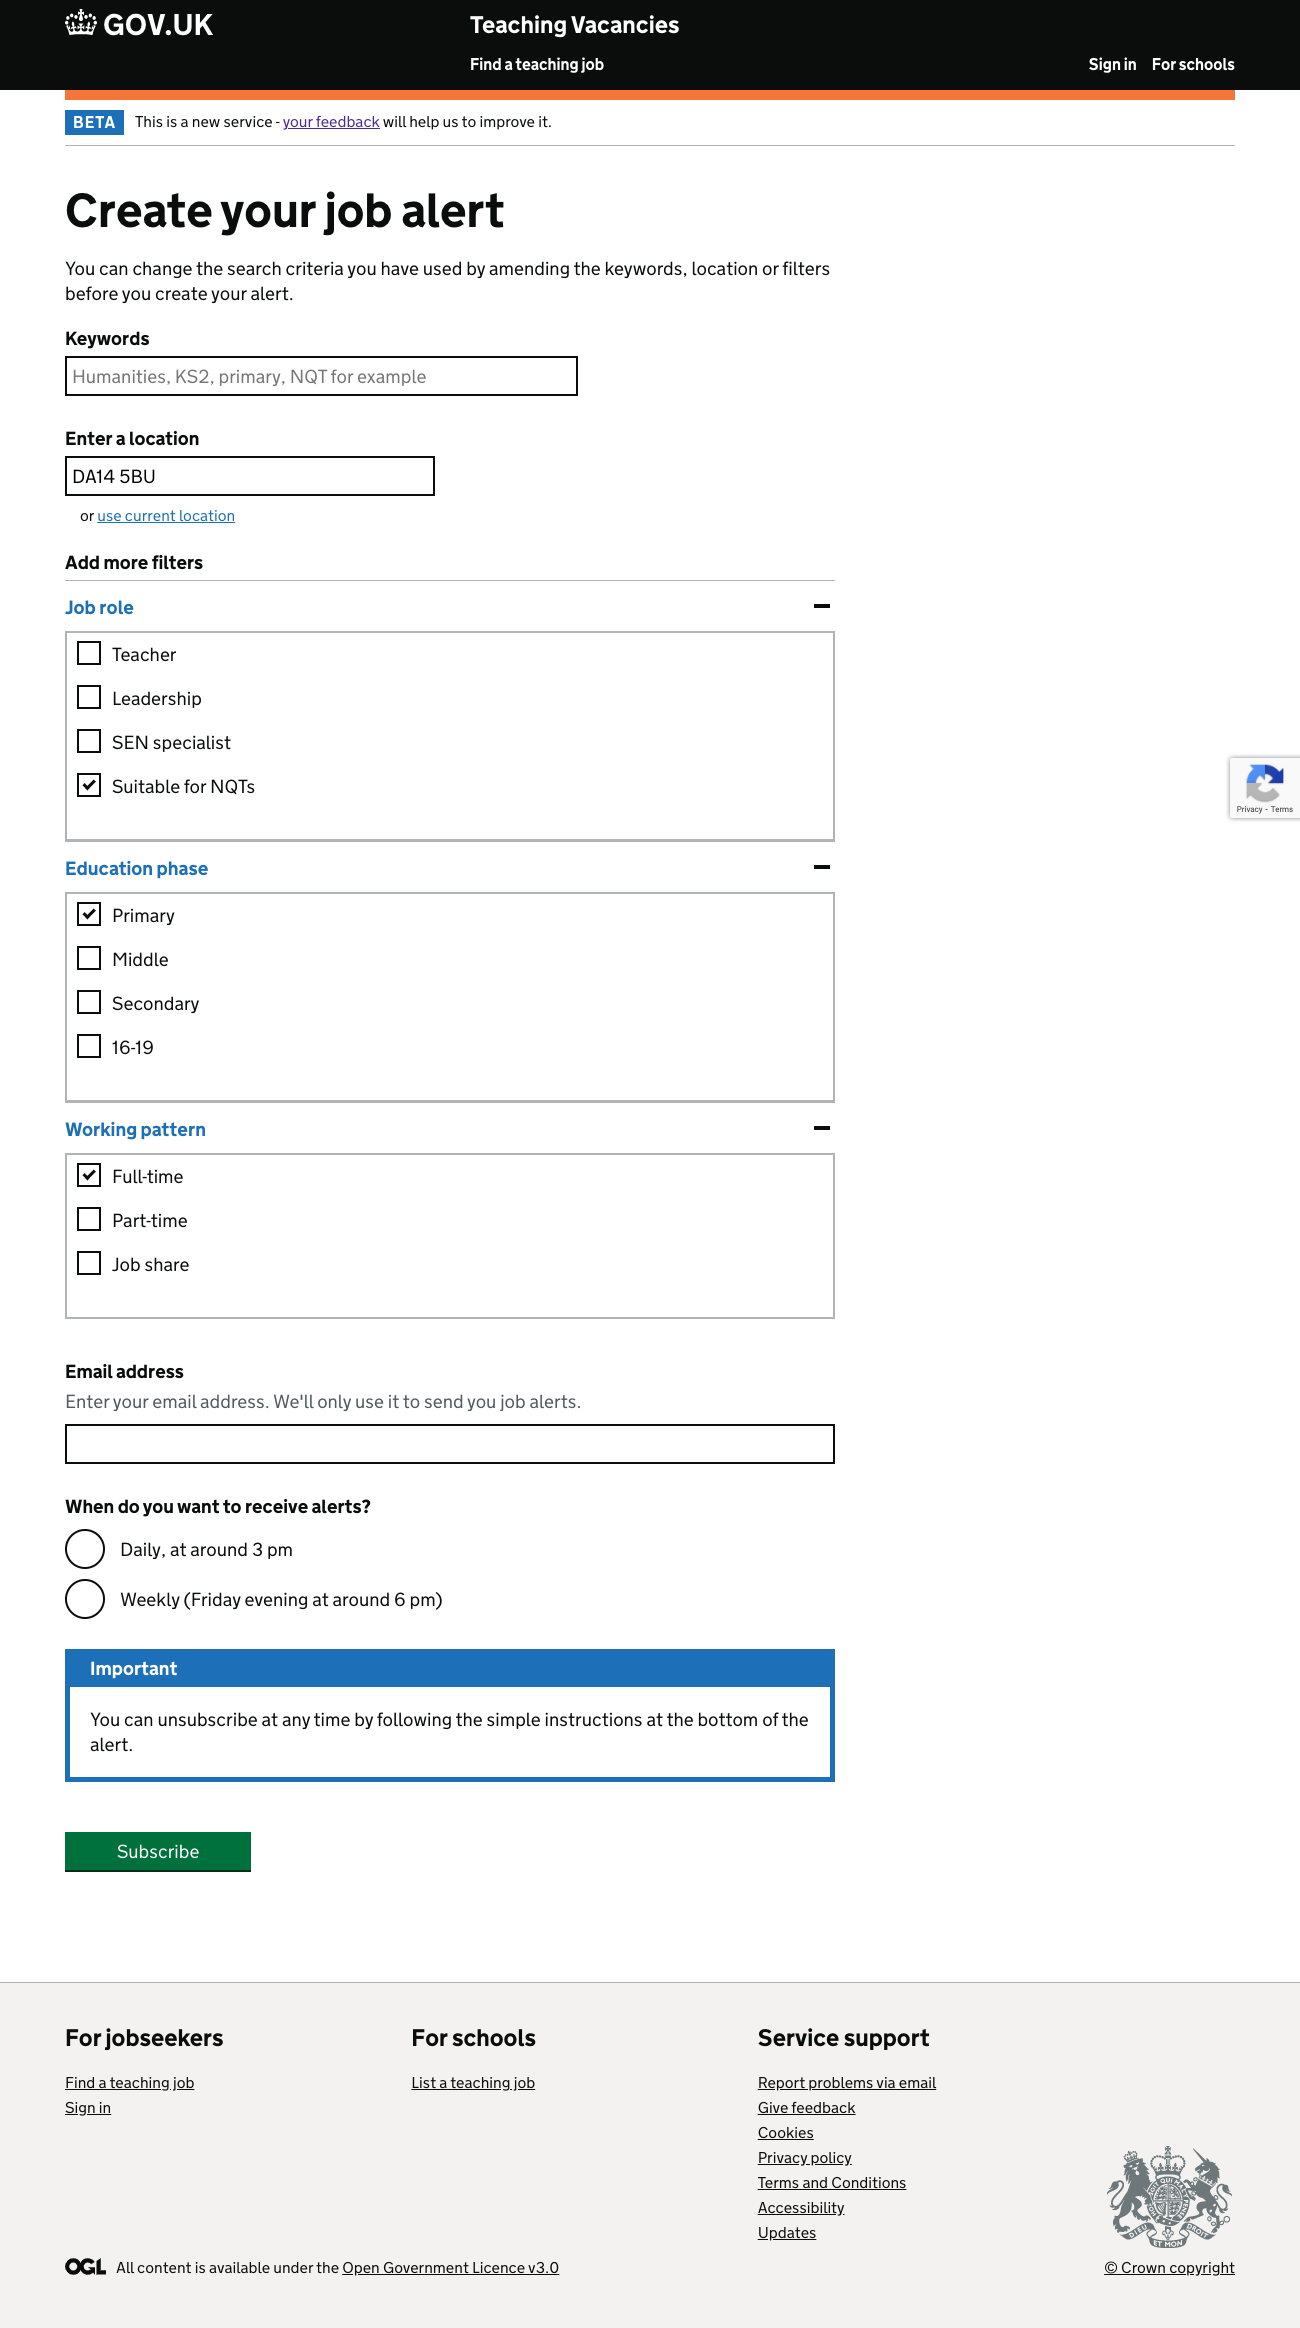 GOV.UK
Teaching Vacancies
Find a teaching job
Sign in For schools
BETA This is a new service - your feedback will help us to improve it.
Create your job alert
You can change the search criteria you have used by amending the keywords, location or filters
before you create your alert.
Keywords
Humanities, KS2, primary, NQT for example
Enter a location
DA14 5BU
or use current location
Add more filters
Job role
Teacher
Leadership
SEN specialist
Suitable for NQTs
Privacy - Terms
Education phase
Primary
Middle
Secondary
16-19
Working pattern
Full-time
Part-time
Job share
Email address
Enter your email address. We'll only use it to send you job alerts.
When do you want to receive alerts?
Daily, at around 3 pm
Weekly (Friday evening at around 6 pm)
Important
You can unsubscribe at any time by following the simple instructions at the bottom of the
alert.
Subscribe
For jobseekers
Find a teaching job
Sign in
For schools
List a teaching job
Service support
Report problems via email
Give feedback
Cookies
Privacy policy
Terms and Conditions
Accessibility
Updates
DIEU ET MON DROIT
OGL All content is available under the Open Government Licence v3.0
© Crown copyright